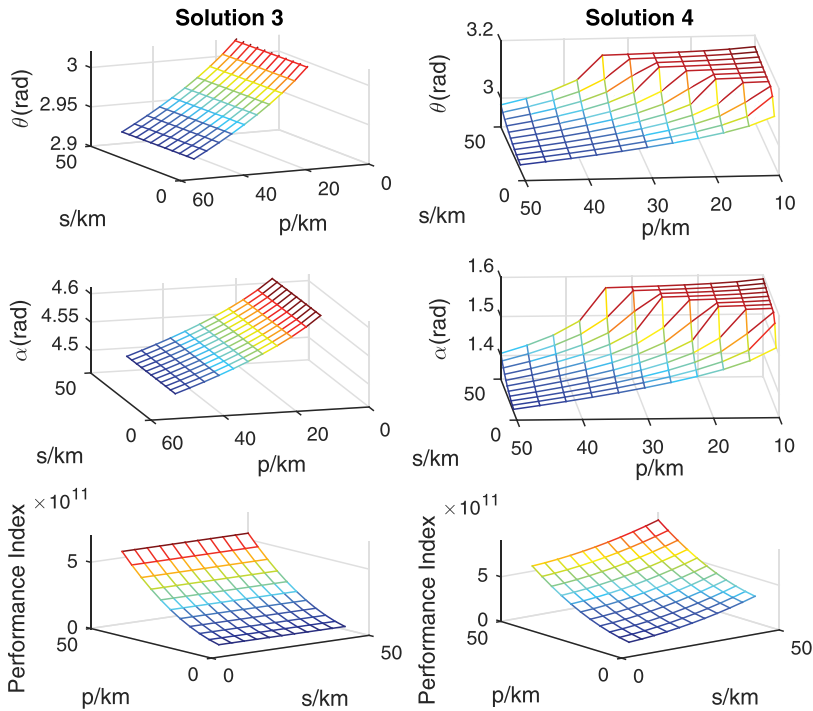 Solution 3
Solution 4
θ(rad)
3
2.95
2.9
50
0
s/km
60
40
20
0
p/km
θ(rad)
3.2
3
50
0
s/km
50
40
30
20
10
p/km
α(rad)
4.6
4.55
4.5
50
0
s/km
60
40
20
0
p/km
α(rad)
1.6
1.5
1.4
50
0
s/km
50
40
30
20
10
p/km
Performance Index
×10^11
5
0
50
0
p/km
0
50
s/km
Performance Index
×10^11
5
0
50
0
p/km
0
50
s/km